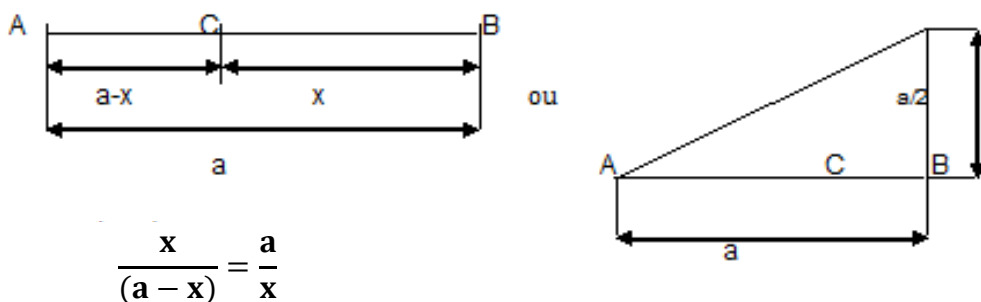 A C B
a-x x
a
ou
a/2
A C B
a
x/(a − x) = a/x